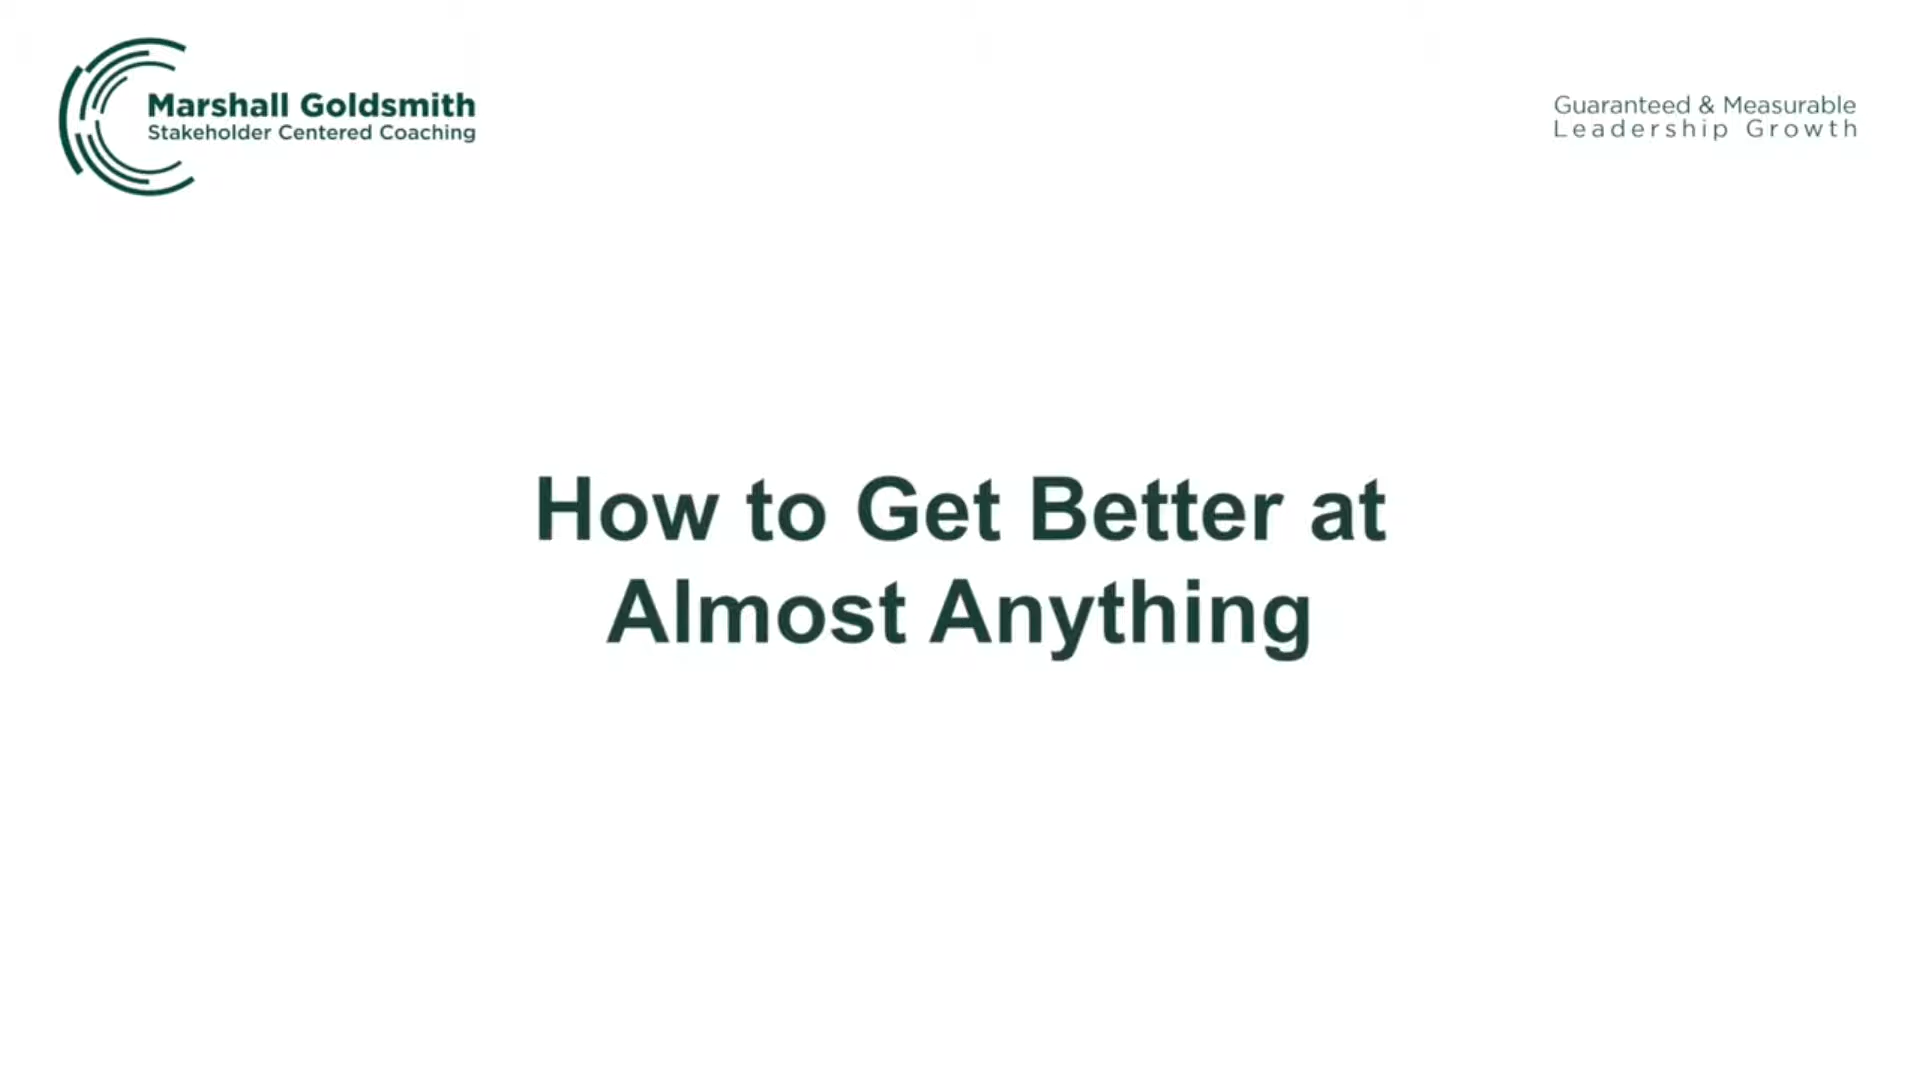 Marshall Goldsmith
Stakeholder Centered Coaching
Guaranteed & Measurable
Leadership Growth
How to Get Better at
Almost Anything